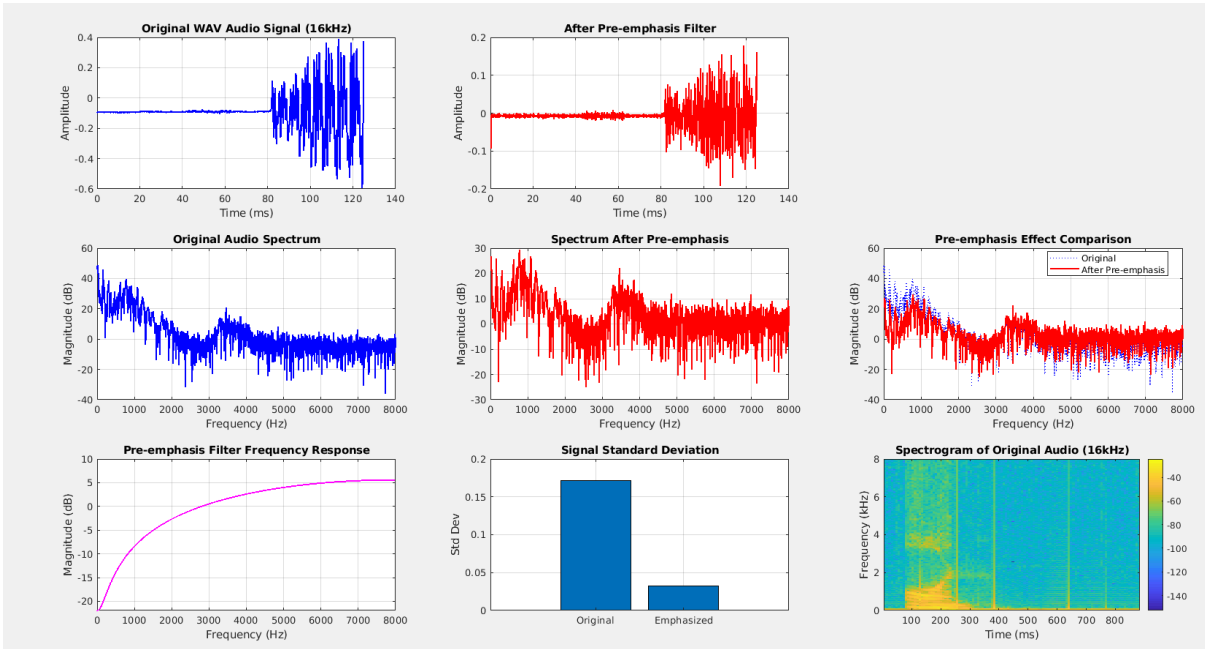 Original WAV Audio Signal (16kHz)
0.4
0.2
0
-0.2
-0.4
-0.6
Amplitude
0 20 40 60 80 100 120 140
Time (ms)
After Pre-emphasis Filter
0.2
0.1
0
-0.1
-0.2
Amplitude
0 20 40 60 80 100 120 140
Time (ms)
Original Audio Spectrum
60
40
20
0
-20
-40
Magnitude (dB)
0 1000 2000 3000 4000 5000 6000 7000 8000
Frequency (Hz)
Spectrum After Pre-emphasis
30
20
10
0
-10
-20
-30
Magnitude (dB)
0 1000 2000 3000 4000 5000 6000 7000 8000
Frequency (Hz)
Pre-emphasis Effect Comparison
Original
After Pre-emphasis
60
40
20
0
-20
-40
Magnitude (dB)
0 1000 2000 3000 4000 5000 6000 7000 8000
Frequency (Hz)
Pre-emphasis Filter Frequency Response
10
5
0
-5
-10
-15
-20
Magnitude (dB)
0 1000 2000 3000 4000 5000 6000 7000 8000
Frequency (Hz)
Signal Standard Deviation
0.2
0.15
0.1
0.05
0
Std Dev
Original Emphasized
Spectrogram of Original Audio (16kHz)
8
6
4
2
0
Frequency (kHz)
100 200 300 400 500 600 700 800
Time (ms)
-40
-60
-80
-100
-120
-140